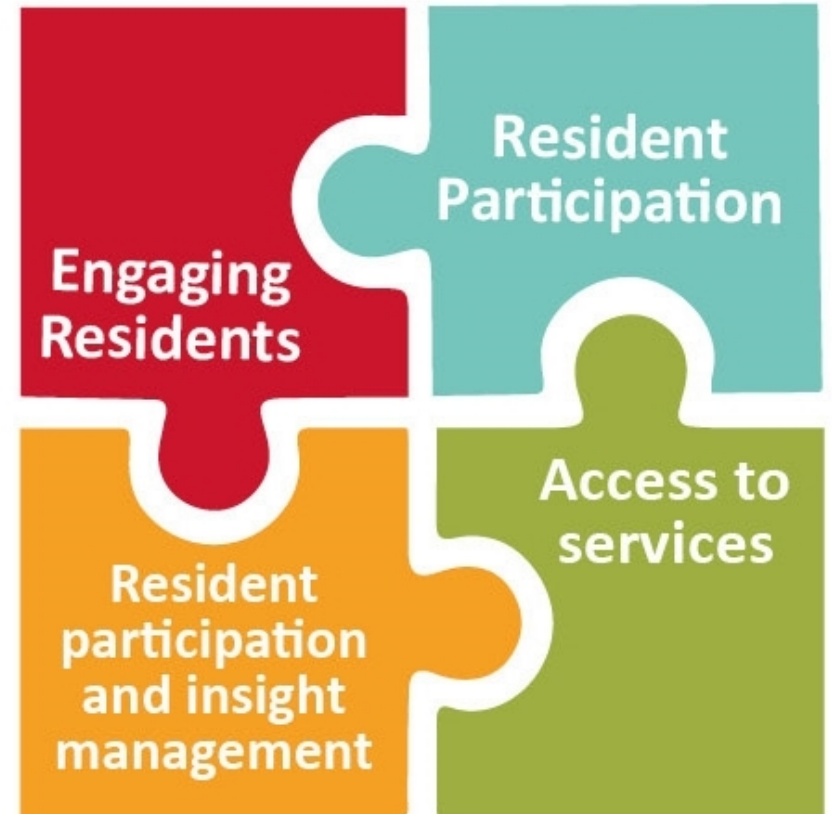 Engaging
Residents
Resident
Participation
Resident
participation
and insight
management
Access to
services